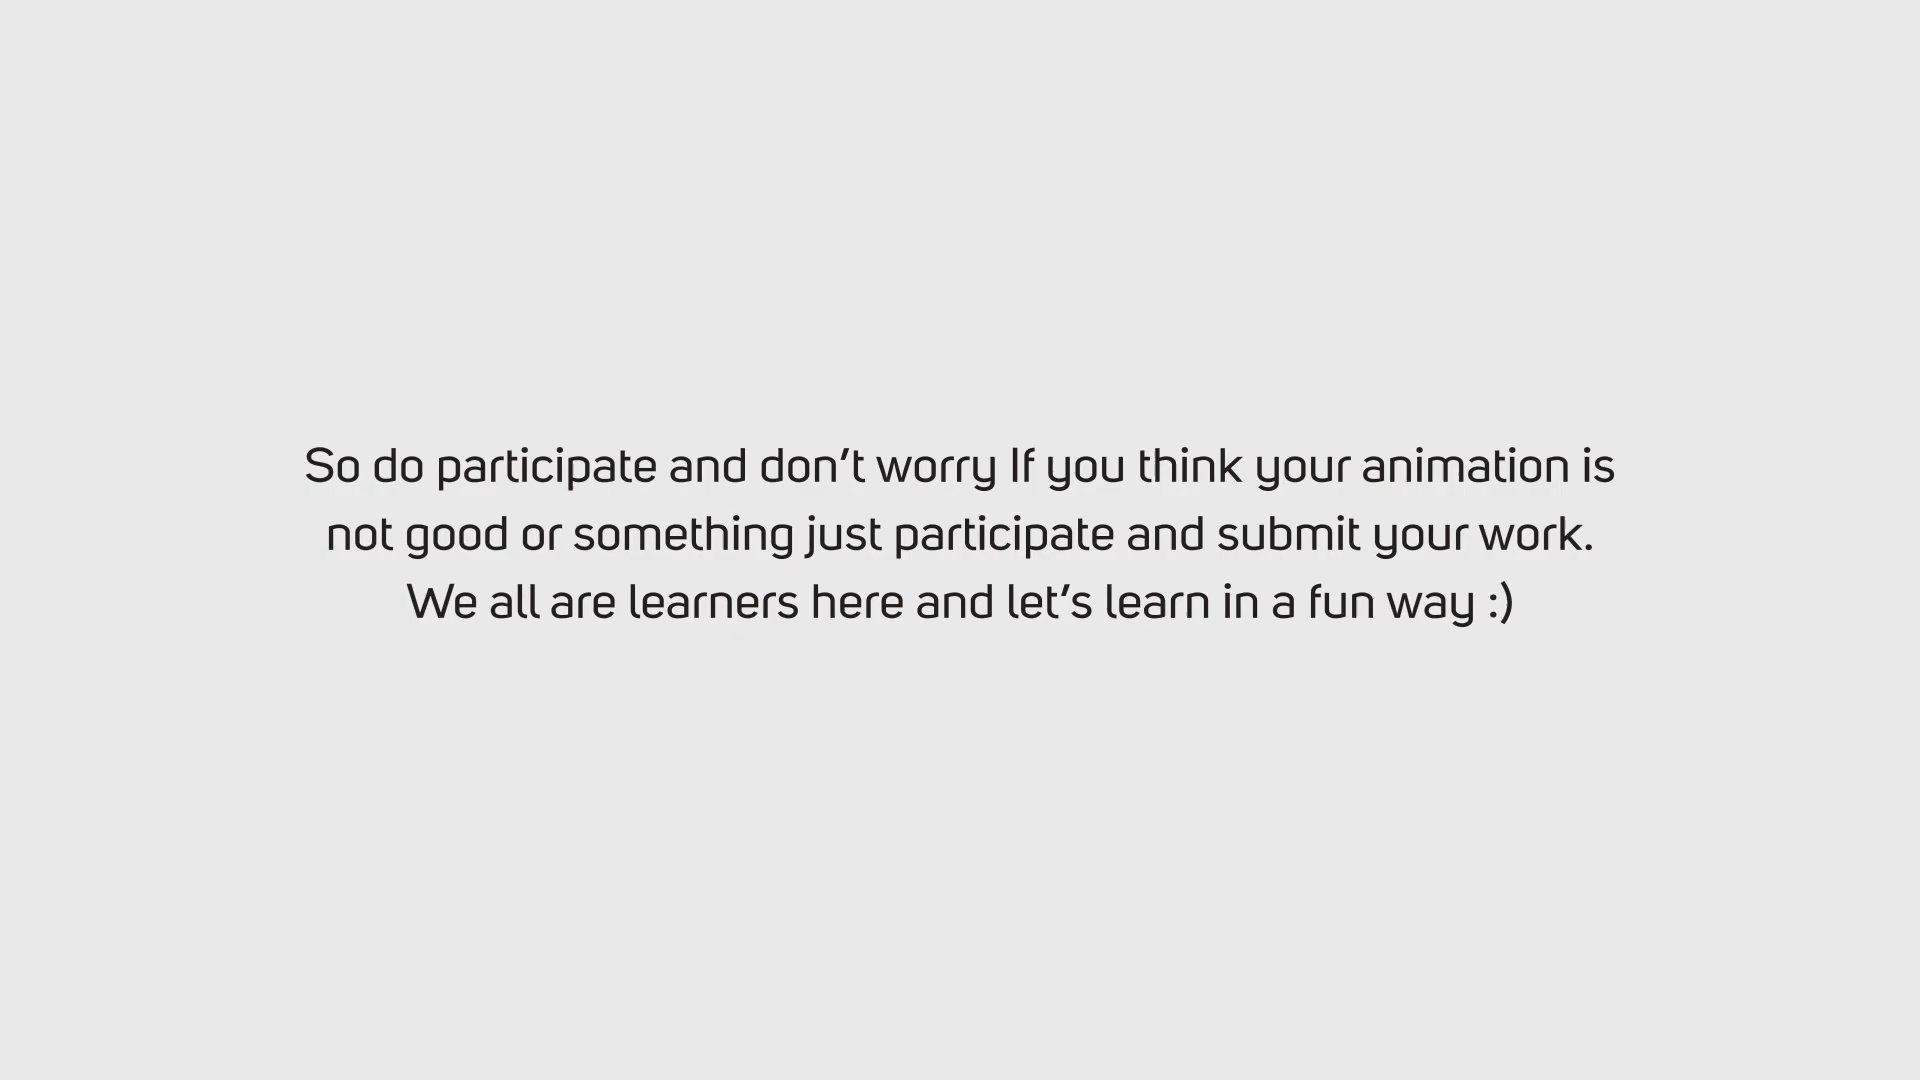 So do participate and don’t worry If you think your animation is
not good or something just participate and submit your work.
We all are learners here and let’s learn in a fun way :)